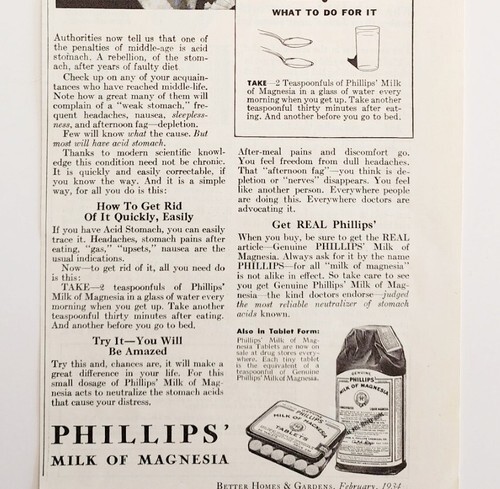 Authorities now tell us that one of
the penalties of middle-age is acid
stomach. A rebellion, of the stom-
ach, after years of faulty diet
Check up on any of your acquain-
tances who have reached middle-life.
Note how a great many of them will
complain of a "weak stomach," fre-
quent headaches, nausea, sleepless-
ness, and afternoon fag—depletion.
Few will know what the cause. But
most will have acid stomach.
Thanks to modern scientific knowl-
edge this condition need not be chronic.
It is quickly and easily correctable, if
you know the way. And it is a simple
way, for all you do is this:
How To Get Rid
Of It Quickly, Easily
If you have Acid Stomach, you can easily
trace it. Headaches, stomach pains after
eating, "gas," "upsets," nausea are the
usual indications.
Now—to get rid of it, all you need do
is this:
TAKE—2 teaspoonfuls of Phillips'
Milk of Magnesia in a glass of water every
morning when you get up. Take another
teaspoonful thirty minutes after eating.
And another before you go to bed.
Try It—You Will
Be Amazed
Try this and, chances are, it will make a
great difference in your life. For this
small dosage of Phillips' Milk of Mag-
nesia acts to neutralize the stomach acids
that cause your distress.
WHAT TO DO FOR IT
TAKE—2 Teaspoonfuls of Phillips' Milk
of Magnesia in a glass of water every
morning when you get up. Take another
teaspoonful thirty minutes after eat-
ing. And another before you go to bed.
After-meal pains and discomfort go.
You feel freedom from dull headaches.
That "afternoon fag"—you think is de-
pletion or "nerves" disappears. You feel
like another person. Everywhere people
are doing this. Everywhere doctors are
advocating it.
Get REAL Phillips'
When you buy, be sure to get the REAL
article—Genuine PHILLIPS' Milk of
Magnesia. Always ask for it by the name
PHILLIPS—for all "milk of magnesia"
is not alike in effect. So take care to see
you get Genuine Phillips' Milk of Mag-
nesia—the kind doctors endorse—judged
the most reliable neutralizer of stomach
acids known.
Also in Tablet Form:
Phillips' Milk of Mag-
nesia Tablets are now on
sale at drug stores every-
where. Each tiny tablet
is the equivalent of a
teaspoonful of Genuine
Phillips' Milk of Magnesia.
PHILLIPS'
MILK OF MAGNESIA
TABLETS
GENUINE
PHILLIPS'
MILK OF MAGNESIA
PHILLIPS'
MILK OF MAGNESIA
BETTER HOMES & GARDENS, February, 1934